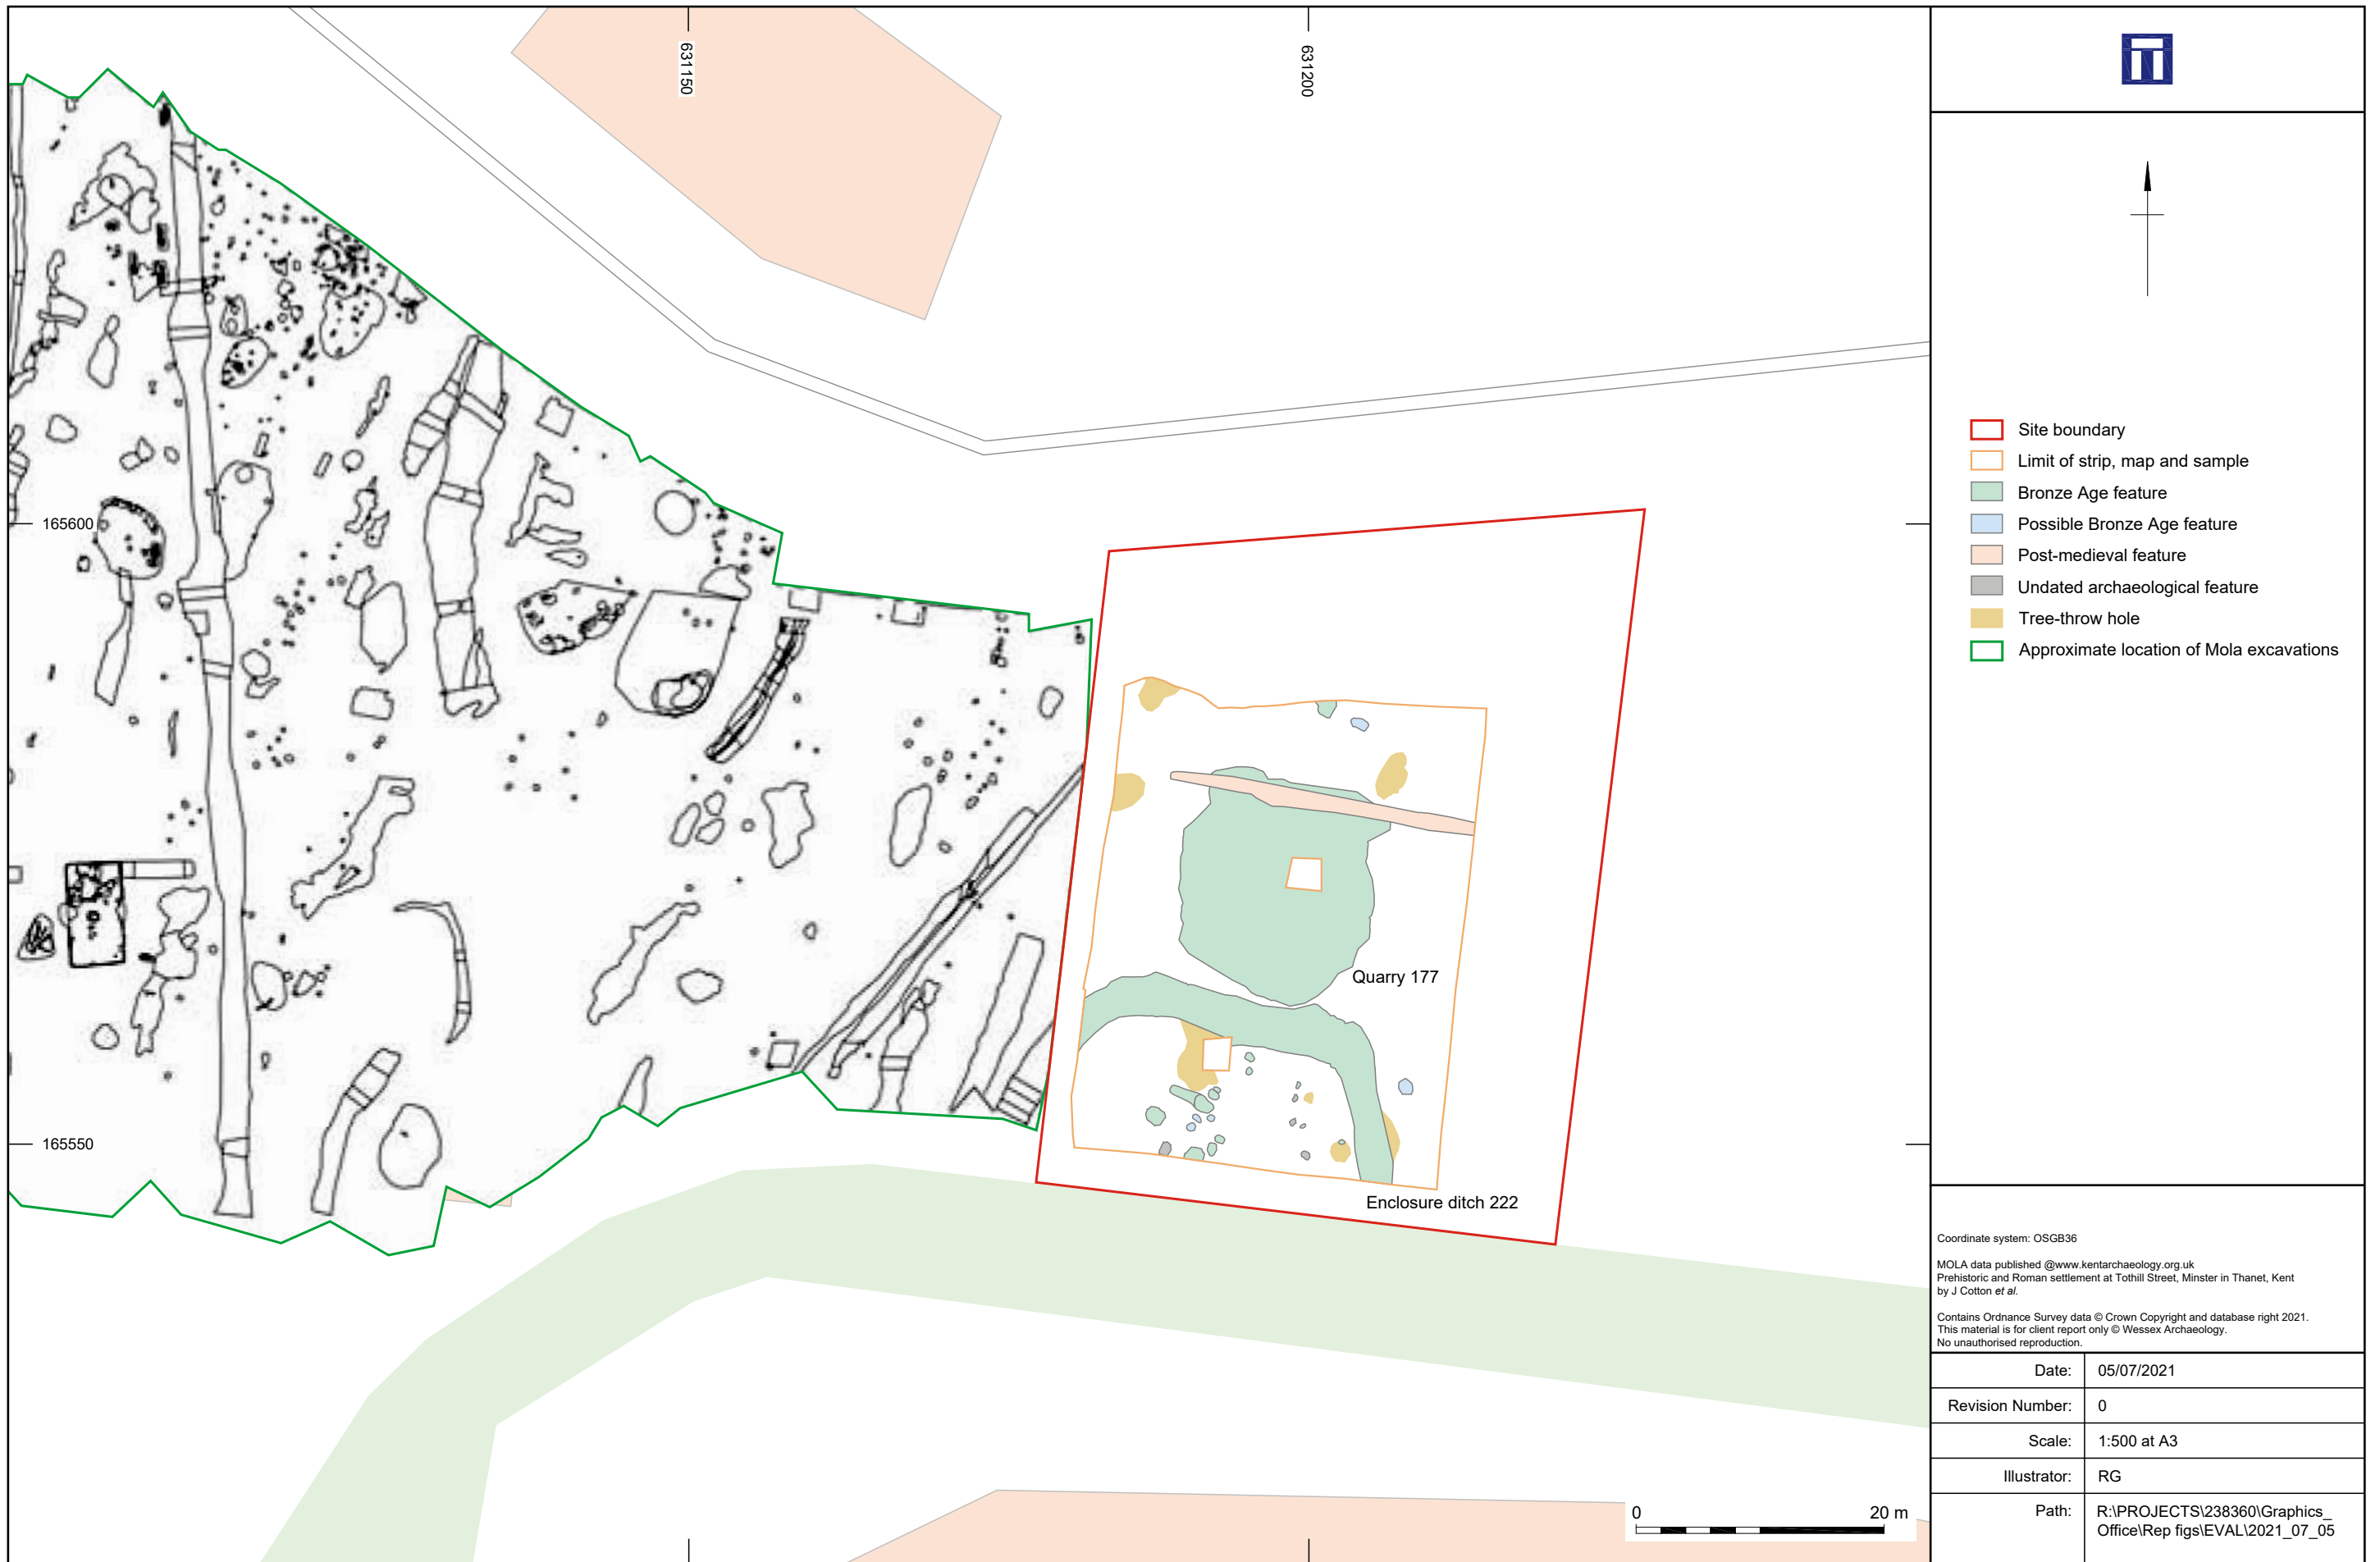 631150
631200
165600
165550
Quarry 177
Enclosure ditch 222
0 20 m
Site boundary
Limit of strip, map and sample
Bronze Age feature
Possible Bronze Age feature
Post-medieval feature
Undated archaeological feature
Tree-throw hole
Approximate location of Mola excavations
Coordinate system: OSGB36
MOLA data published @www.kentarchaeology.org.uk
Prehistoric and Roman settlement at Tothill Street, Minster in Thanet, Kent
by J Cotton et al.
Contains Ordnance Survey data © Crown Copyright and database right 2021.
This material is for client report only © Wessex Archaeology.
No unauthorised reproduction.
Date: 05/07/2021
Revision Number: 0
Scale: 1:500 at A3
Illustrator: RG
Path: R:\PROJECTS\238360\Graphics_
Office\Rep figs\EVAL\2021_07_05